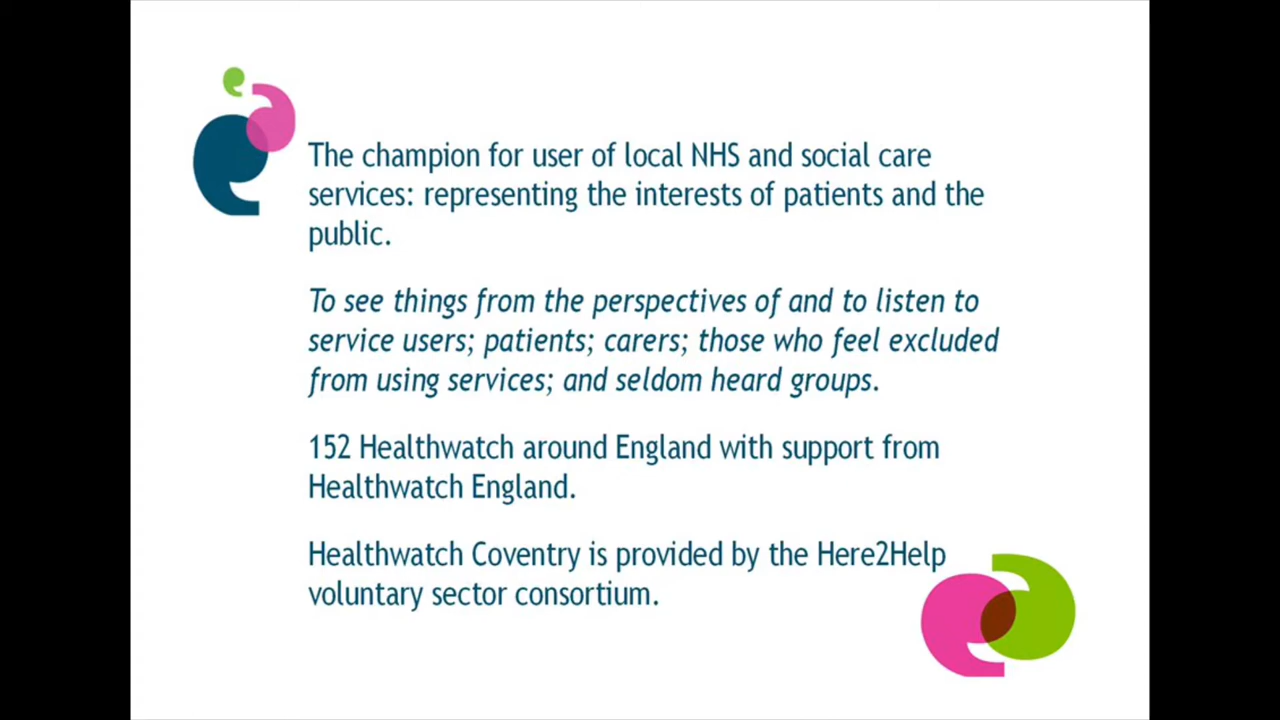 The champion for user of local NHS and social care
services: representing the interests of patients and the
public.
To see things from the perspectives of and to listen to
service users; patients; carers; those who feel excluded
from using services; and seldom heard groups.
152 Healthwatch around England with support from
Healthwatch England.
Healthwatch Coventry is provided by the Here2Help
voluntary sector consortium.